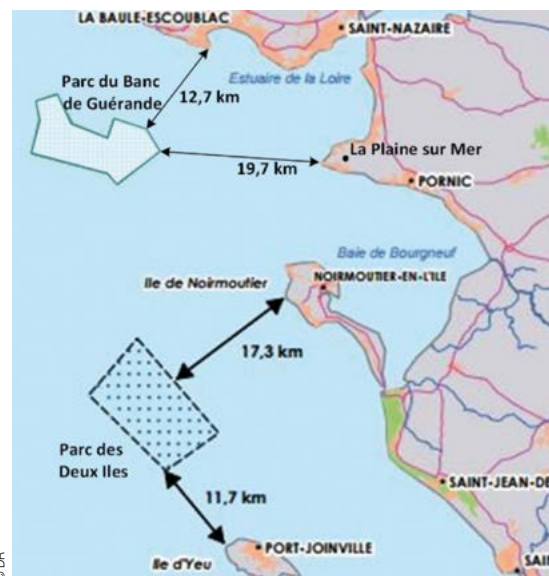 LA BAULE-ESCOUBLAC
SAINT-NAZAIRE
Parc du Banc
de Guérande
12,7 km
Estuaire de la Loire
La Plaine sur Mer
19,7 km
PORNIC
Baie de Bourgneuf
Ile de Noirmoutier
NOIRMOUTIER-EN-L'ILE
17,3 km
Parc des
Deux Iles
SAINT-JEAN-DE
11,7 km
PORT-JOINVILLE
Ile d'Yeu
SAI